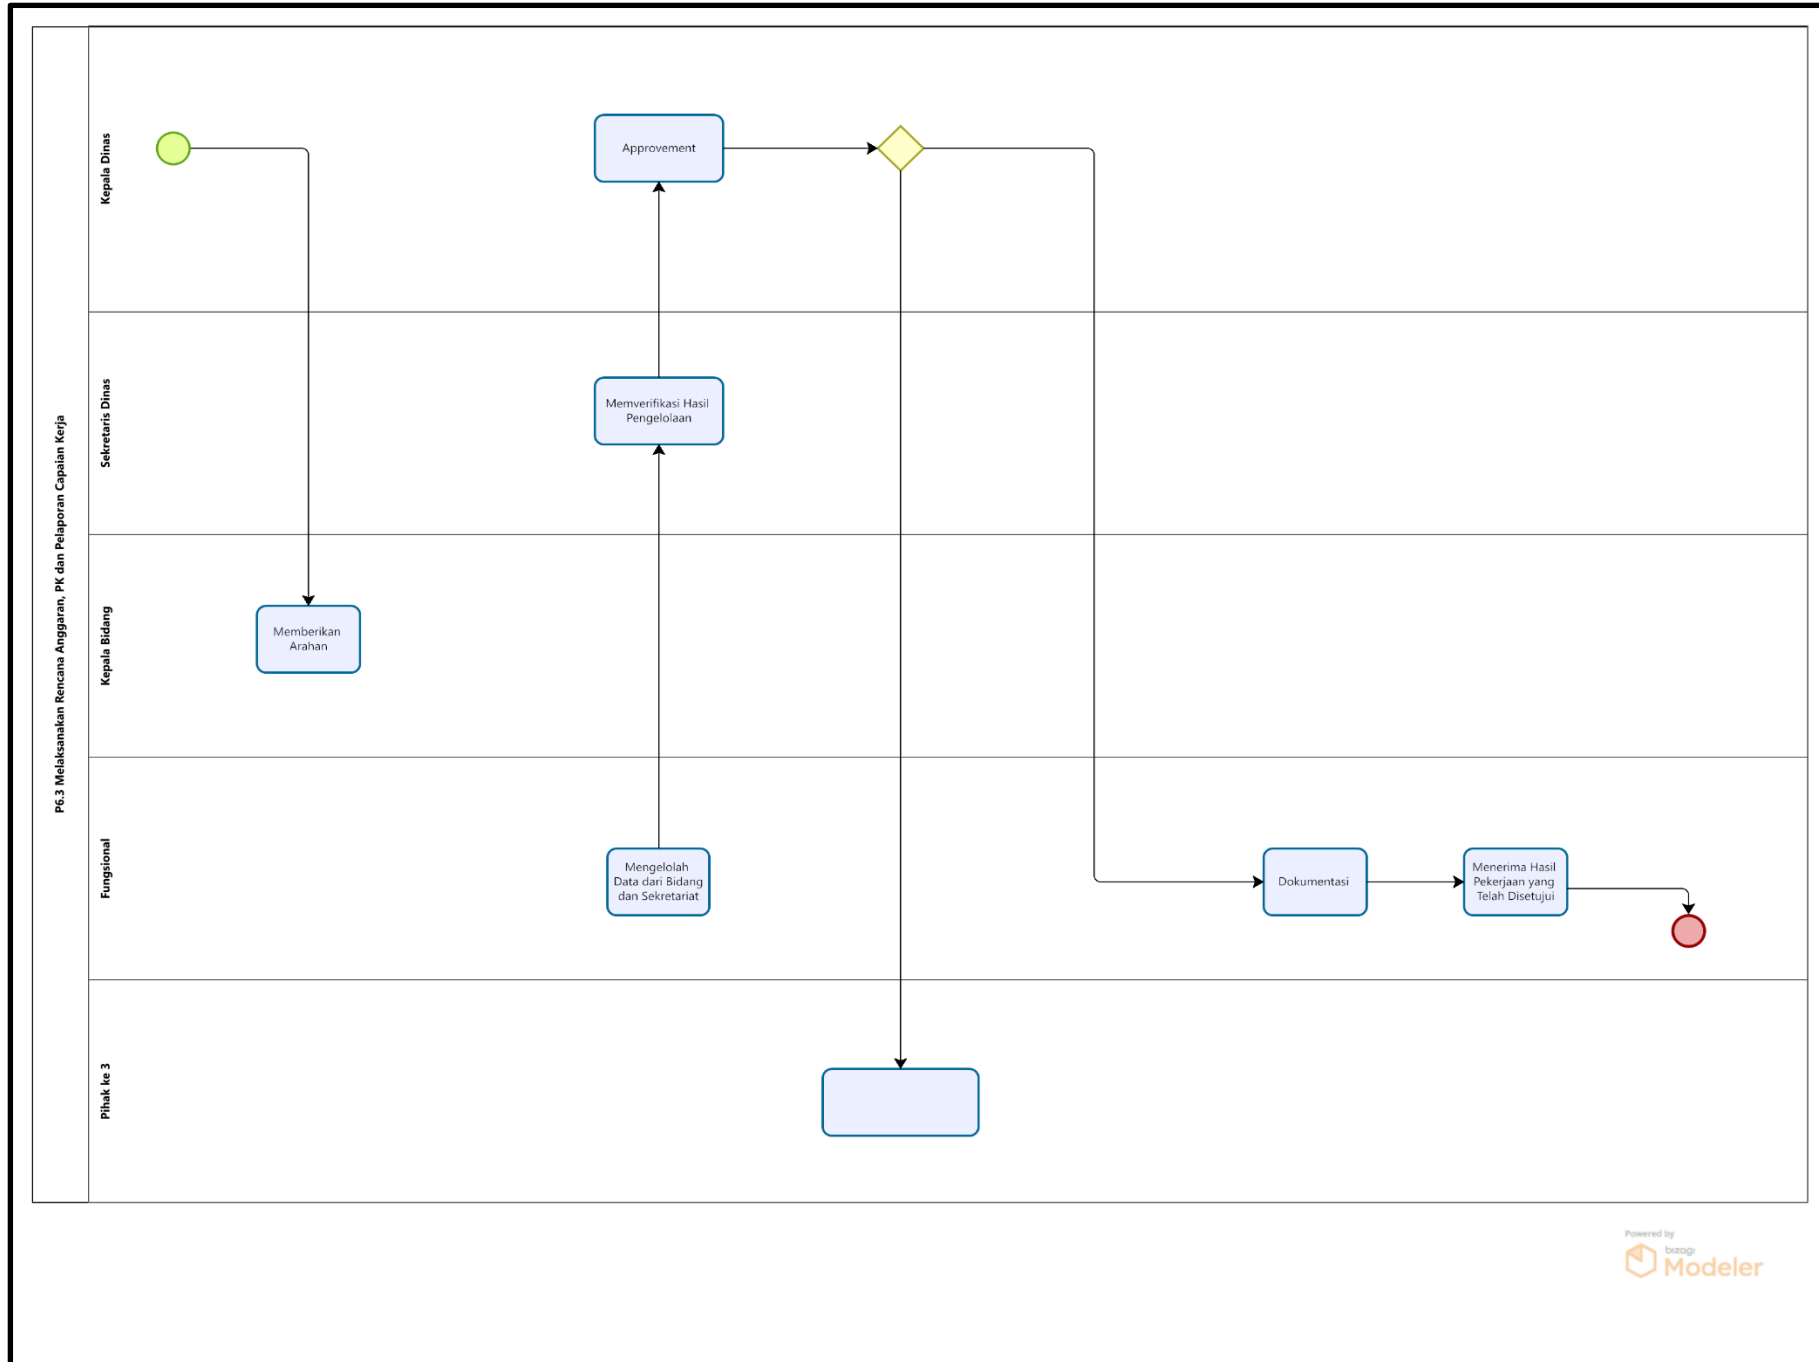 P6.3 Melaksanakan Rencana Anggaran, PK dan Pelaporan Capaian Kerja
Kepala Dinas
Approvement
Sekretaris Dinas
Memverifikasi Hasil
Pengelolaan
Kepala Bidang
Memberikan
Arahan
Fungsional
Mengelolah
Data dari Bidang
dan Sekretariat
Dokumentasi
Menerima Hasil
Pekerjaan yang
Telah Disetujui
Pihak ke 3
Powered by
bizagi
Modeler